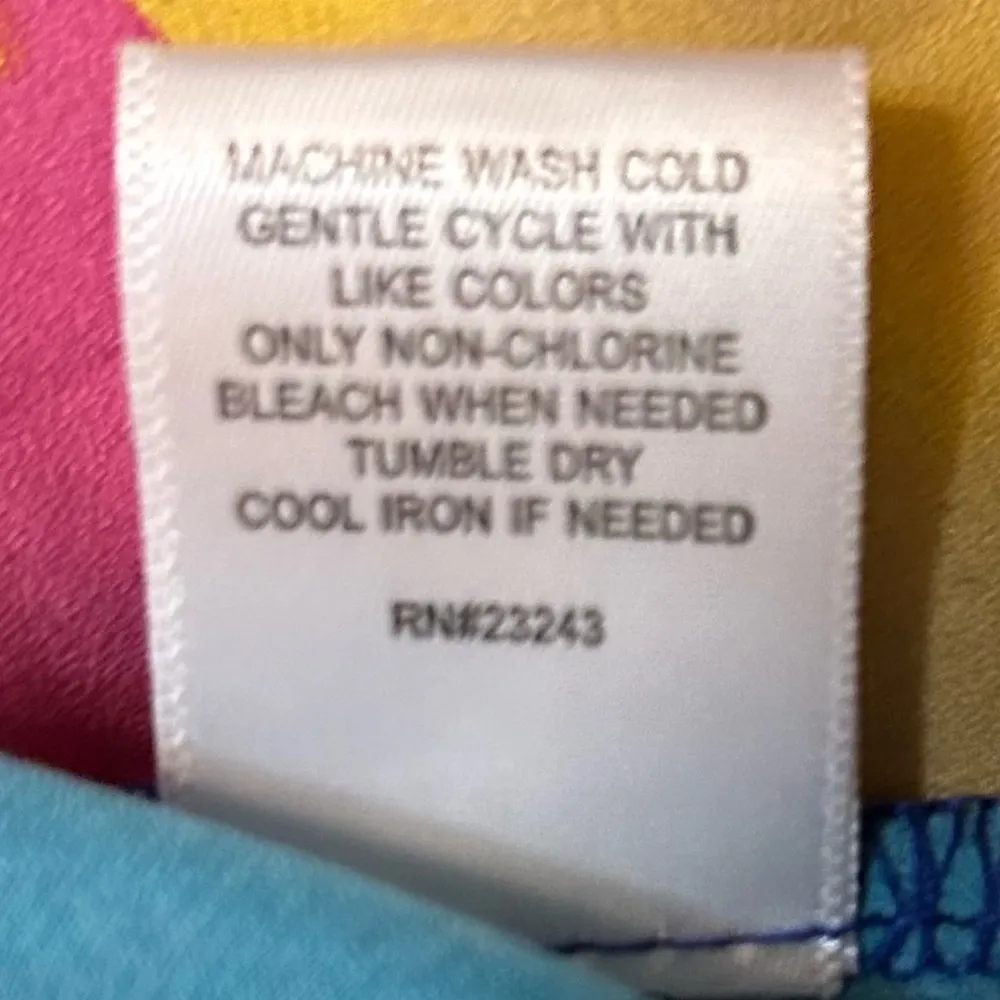 MACHINE WASH COLD
GENTLE CYCLE WITH
LIKE COLORS
ONLY NON-CHLORINE
BLEACH WHEN NEEDED
TUMBLE DRY
COOL IRON IF NEEDED
RN#23243